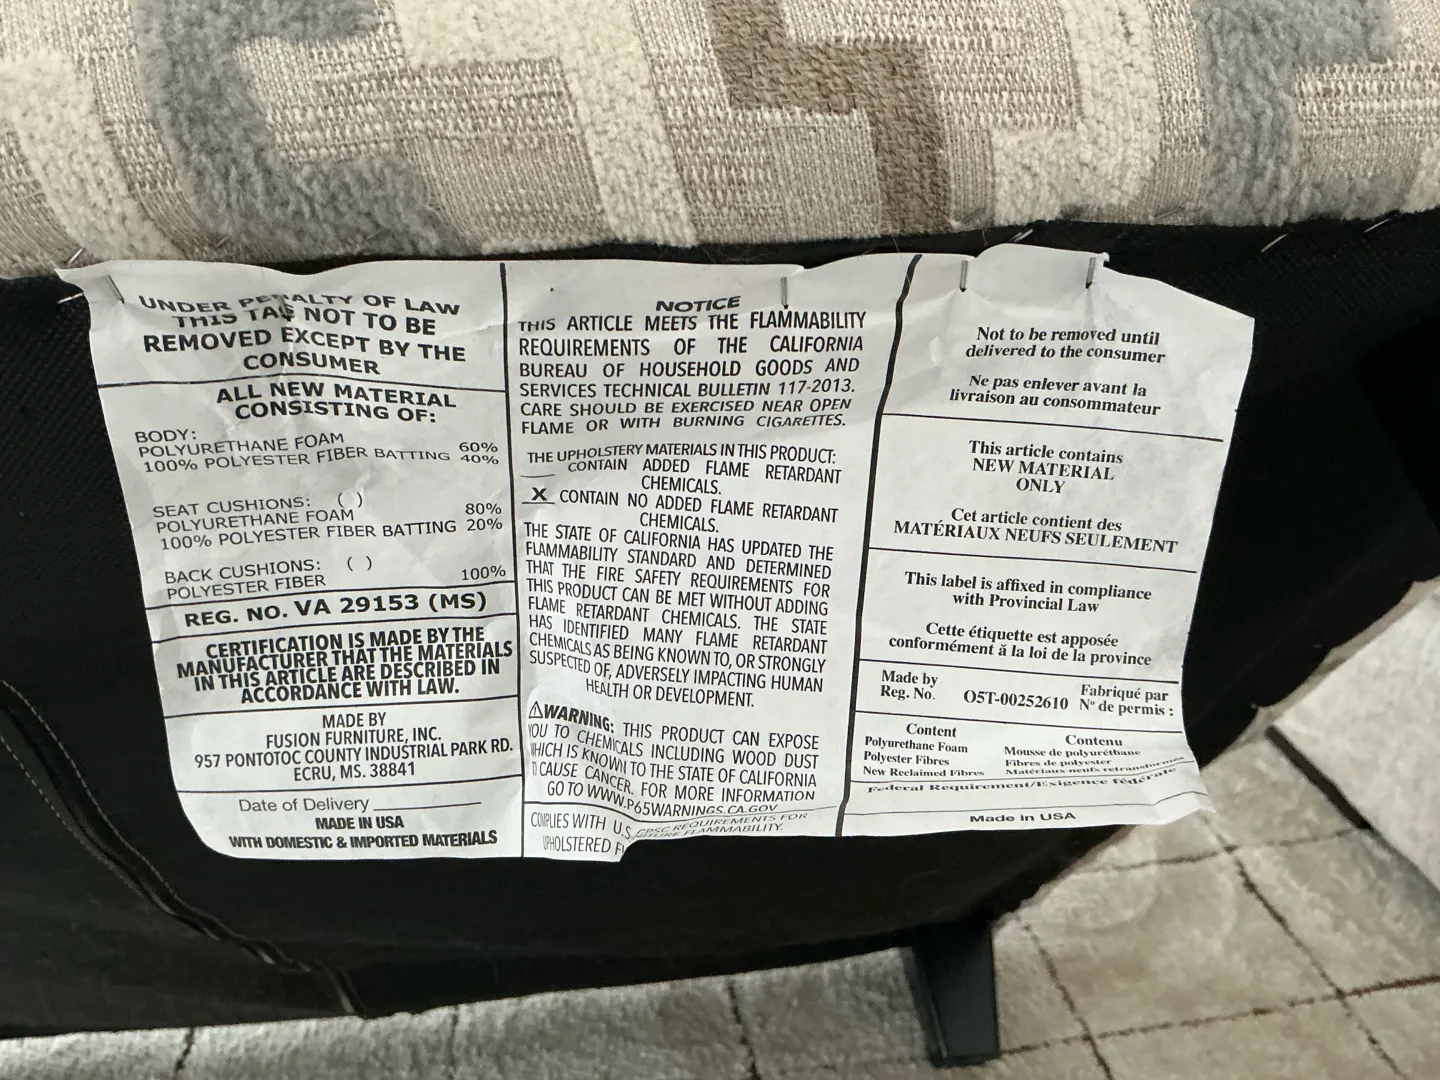 UNDER PENALTY OF LAW
THIS TAG NOT TO BE
REMOVED EXCEPT BY THE
CONSUMER
ALL NEW MATERIAL
CONSISTING OF:
BODY:
POLYURETHANE FOAM 60%
100% POLYESTER FIBER BATTING 40%
SEAT CUSHIONS: ( )
POLYURETHANE FOAM 80%
100% POLYESTER FIBER BATTING 20%
BACK CUSHIONS: ( )
POLYESTER FIBER 100%
REG. NO. VA 29153 (MS)
CERTIFICATION IS MADE BY THE
MANUFACTURER THAT THE MATERIALS
IN THIS ARTICLE ARE DESCRIBED IN
ACCORDANCE WITH LAW.
MADE BY
FUSION FURNITURE, INC.
957 PONTOTOC COUNTY INDUSTRIAL PARK RD.
ECRU, MS. 38841
Date of Delivery
MADE IN USA
WITH DOMESTIC & IMPORTED MATERIALS
NOTICE
THIS ARTICLE MEETS THE FLAMMABILITY
REQUIREMENTS OF THE CALIFORNIA
BUREAU OF HOUSEHOLD GOODS AND
SERVICES TECHNICAL BULLETIN 117-2013.
CARE SHOULD BE EXERCISED NEAR OPEN
FLAME OR WITH BURNING CIGARETTES.
THE UPHOLSTERY MATERIALS IN THIS PRODUCT:
CONTAIN ADDED FLAME RETARDANT
CHEMICALS.
X CONTAIN NO ADDED FLAME RETARDANT
CHEMICALS.
THE STATE OF CALIFORNIA HAS UPDATED THE
FLAMMABILITY STANDARD AND DETERMINED
THAT THE FIRE SAFETY REQUIREMENTS FOR
THIS PRODUCT CAN BE MET WITHOUT ADDING
FLAME RETARDANT CHEMICALS. THE STATE
HAS IDENTIFIED MANY FLAME RETARDANT
CHEMICALS AS BEING KNOWN TO, OR STRONGLY
SUSPECTED OF, ADVERSELY IMPACTING HUMAN
HEALTH OR DEVELOPMENT.
⚠WARNING: THIS PRODUCT CAN EXPOSE
YOU TO CHEMICALS INCLUDING WOOD DUST
WHICH IS KNOWN TO THE STATE OF CALIFORNIA
TO CAUSE CANCER. FOR MORE INFORMATION
GO TO WWW.P65WARNINGS.CA.GOV
COMPLIES WITH U.S. CPSC REQUIREMENTS FOR
UPHOLSTERED FLAMMABILITY.
Not to be removed until
delivered to the consumer
Ne pas enlever avant la
livraison au consommateur
This article contains
NEW MATERIAL
ONLY
Cet article contient des
MATÉRIAUX NEUFS SEULEMENT
This label is affixed in compliance
with Provincial Law
Cette étiquette est apposée
conformément à la loi de la province
Made by Fabriqué par
Reg. No. O5T-00252610 Nº de permis :
Content Contenu
Polyurethane Foam Mousse de polyuréthane
Polyester Fibres Fibres de polyester
New Reclaimed Fibres Matériaux neufs retransformés
Federal Requirement/Exigence fédérale
Made in USA